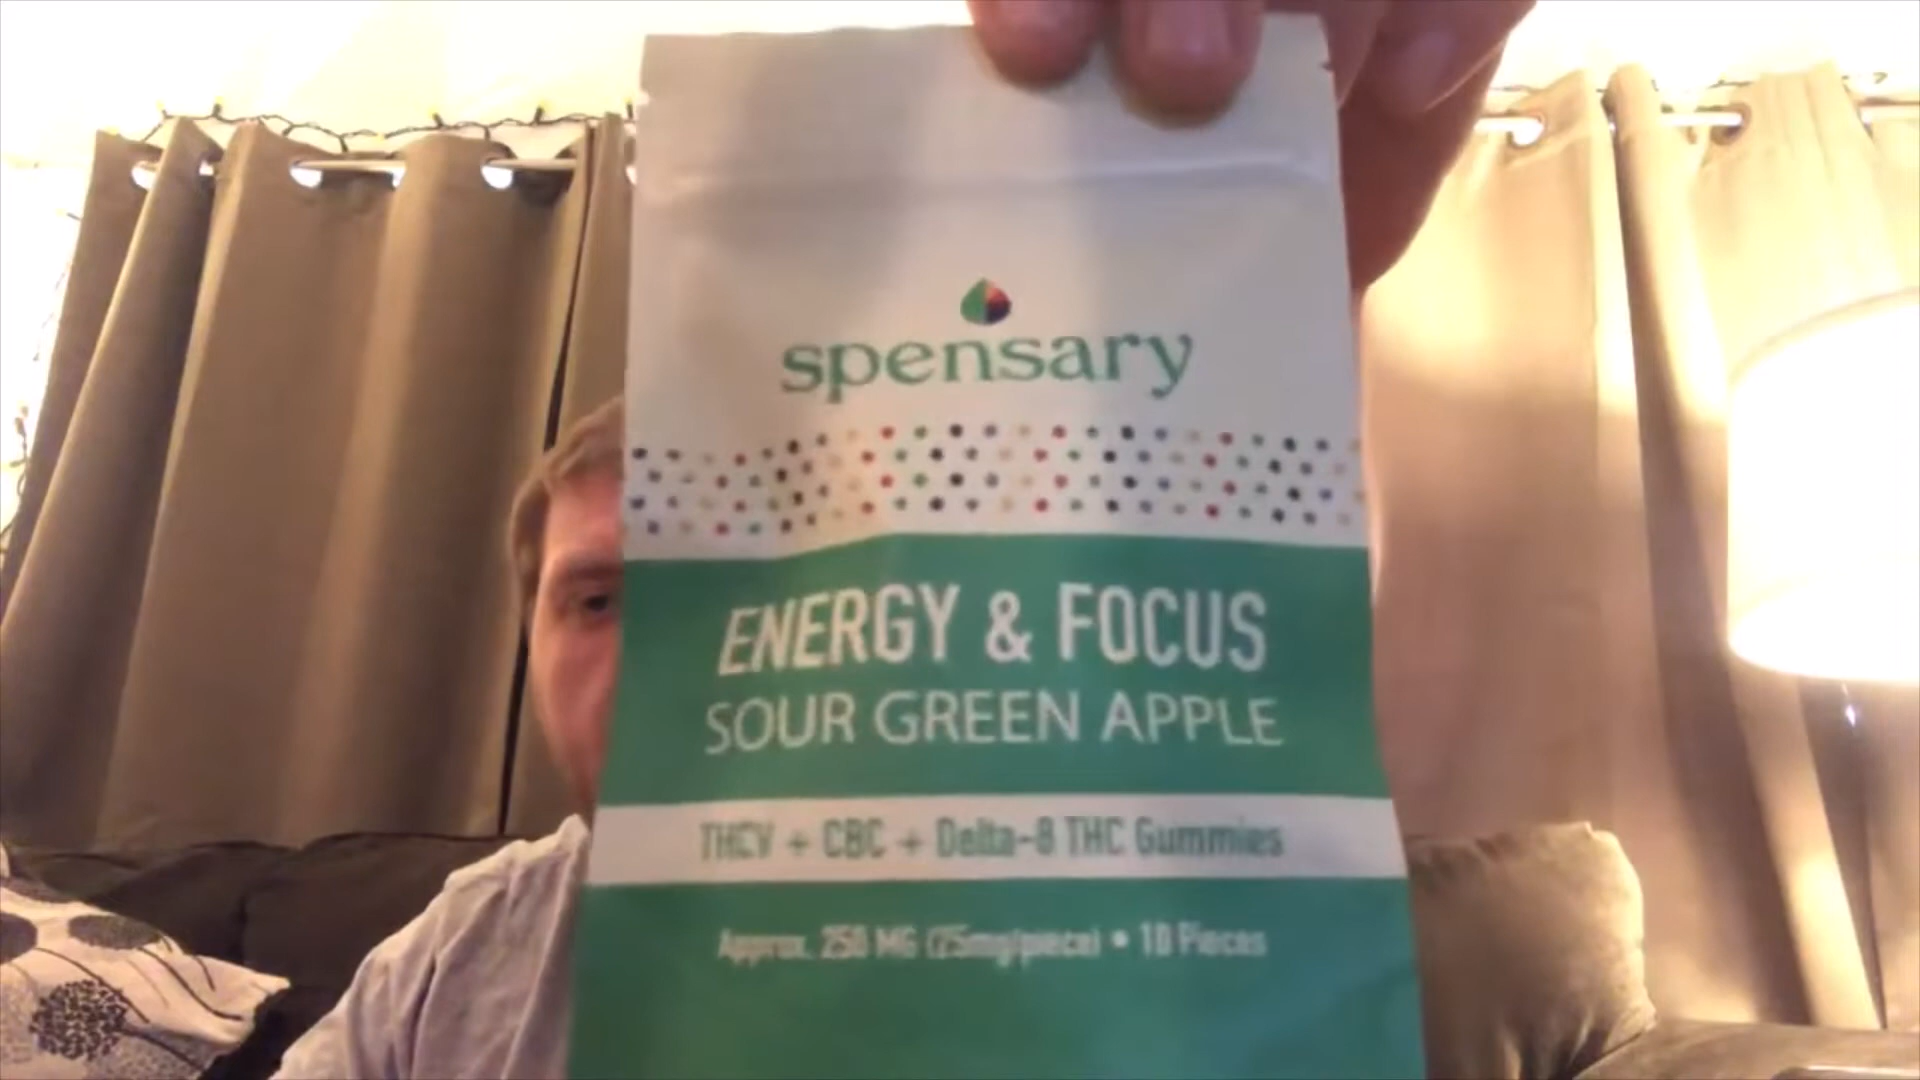 spensary
ENERGY & FOCUS
SOUR GREEN APPLE
THCV + CBC + Delta-8 THC Gummies
Approx. 250 MG (25mg/piece) • 10 Pieces